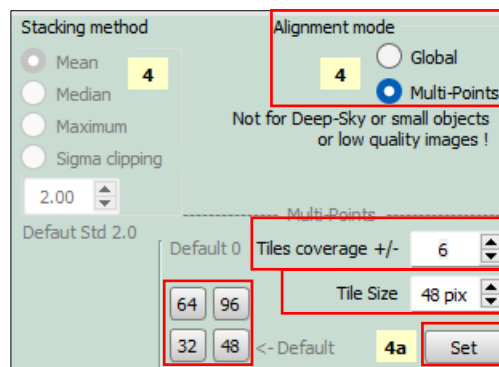 Stacking method
Alignment mode
Mean
4
4
Global
Median
Multi-Points
Maximum
Not for Deep-Sky or small objects
or low quality images !
Sigma clipping
2.00
Multi-Points
Defaut Std 2.0
Default 0
Tiles coverage +/-
6
Tile Size
48 pix
64
96
32
48
<- Default
4a
Set